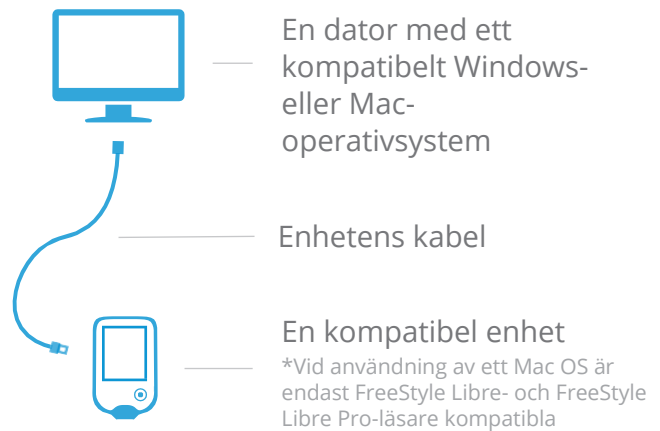 En dator med ett
kompatibelt Windows-
eller Mac-
operativsystem
Enhetens kabel
En kompatibel enhet
*Vid användning av ett Mac OS är
endast FreeStyle Libre- och FreeStyle
Libre Pro-läsare kompatibla